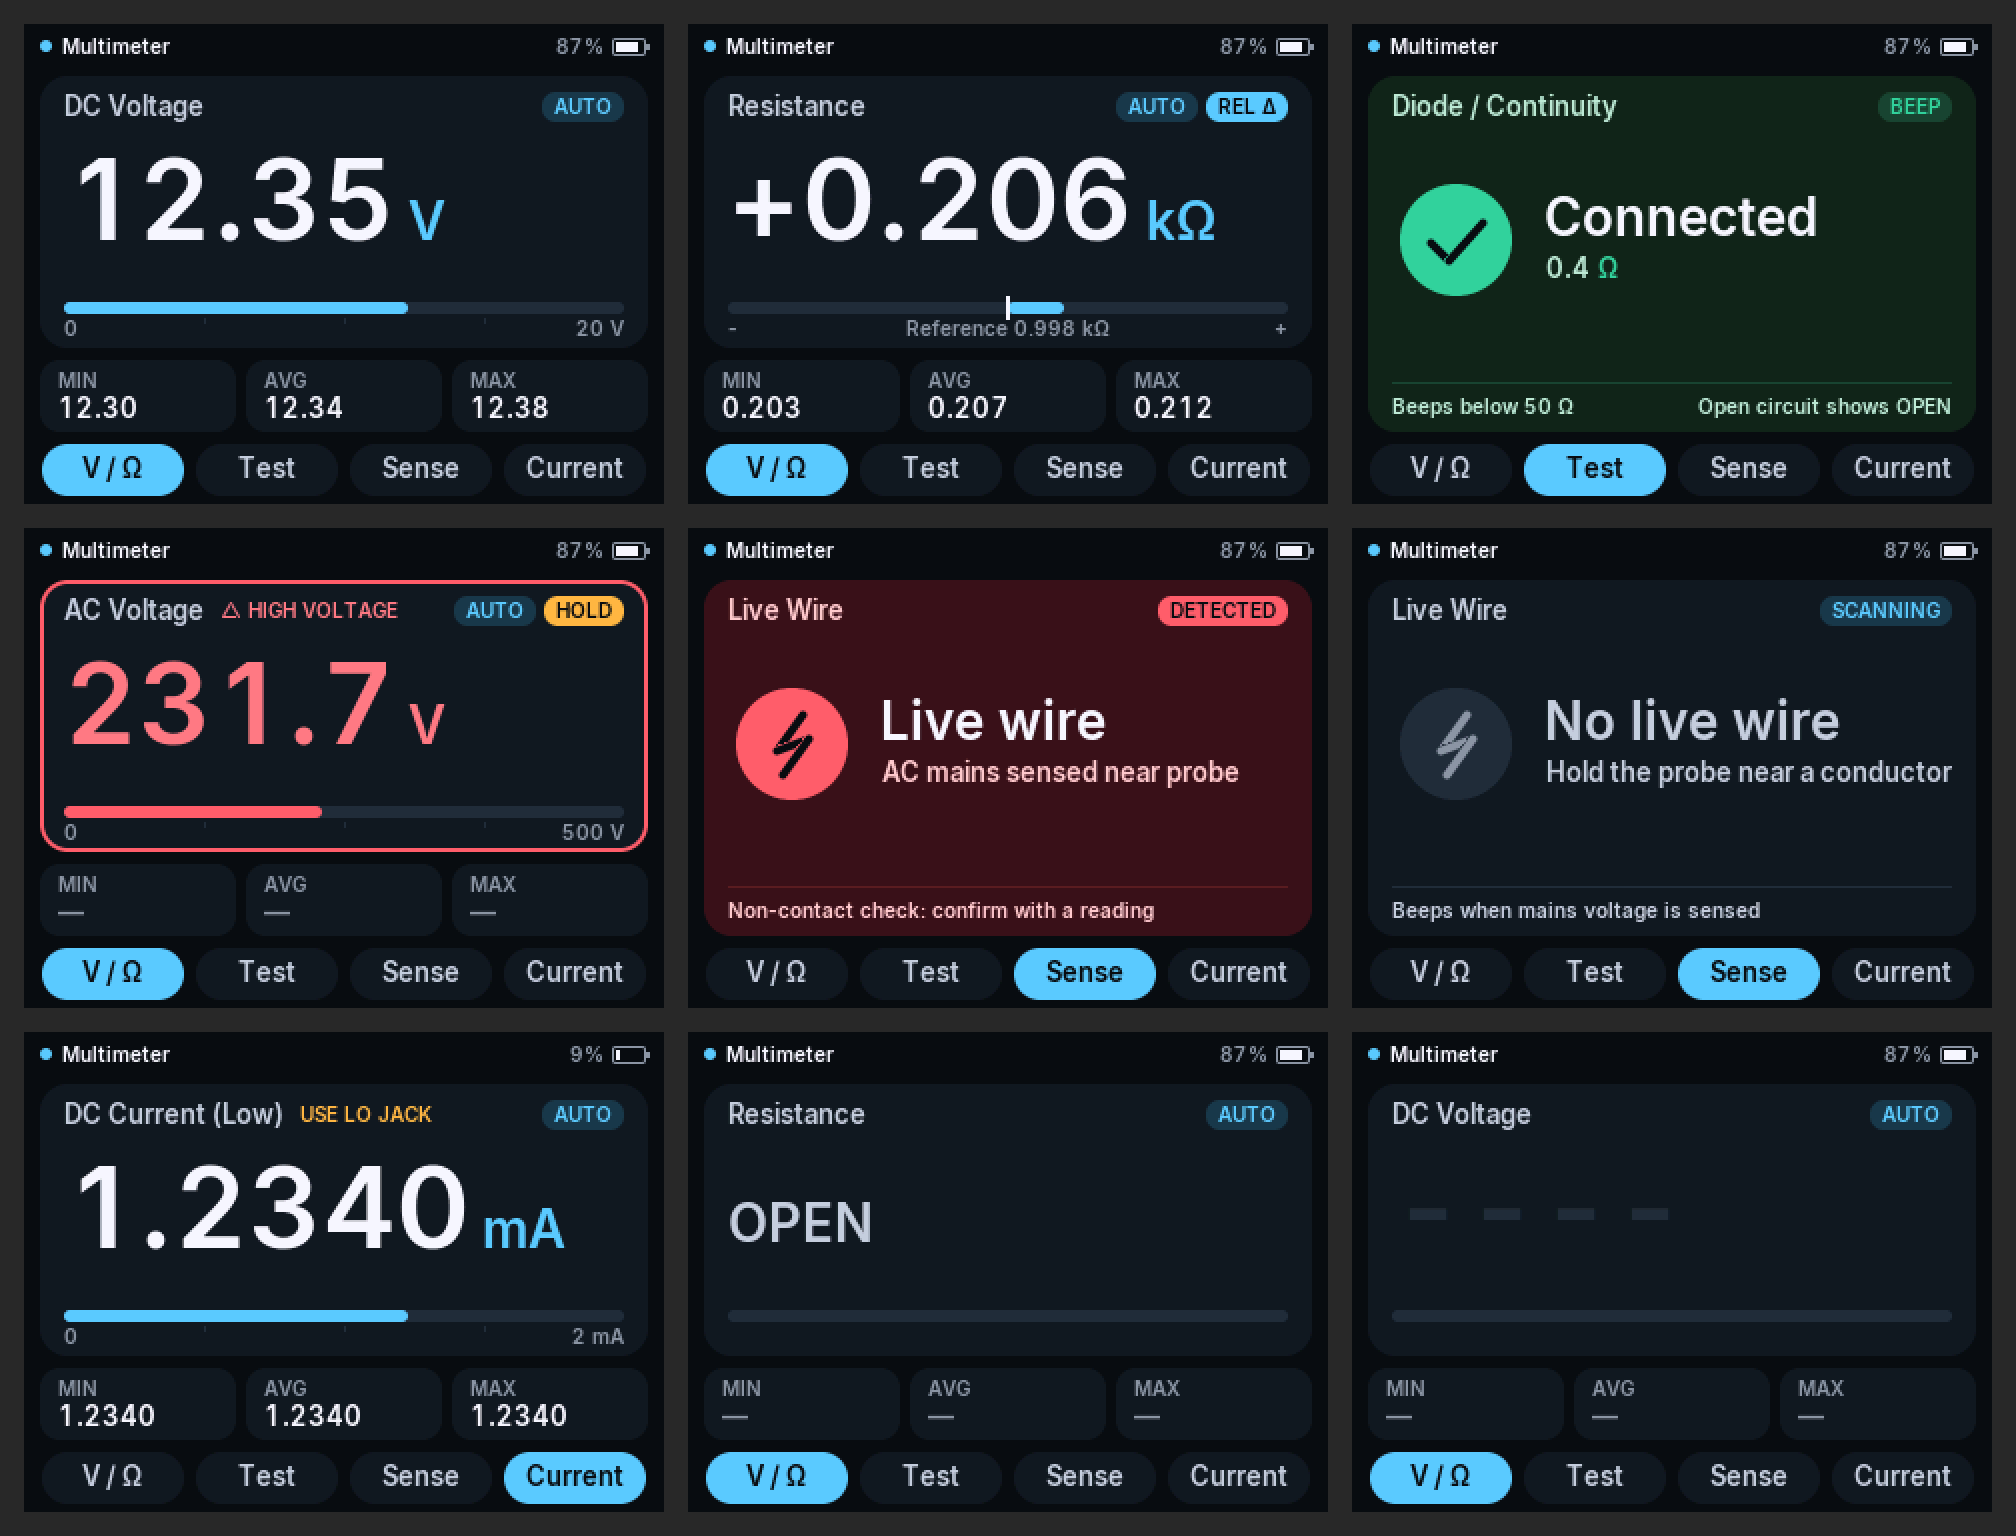 Multimeter 87%
DC Voltage AUTO
12.35 V
0 20 V
MIN AVG MAX
12.30 12.34 12.38
V / Ω Test Sense Current
Multimeter 87%
Resistance AUTO REL Δ
+0.206 kΩ
- Reference 0.998 kΩ +
MIN AVG MAX
0.203 0.207 0.212
V / Ω Test Sense Current
Multimeter 87%
Diode / Continuity BEEP
Connected
0.4 Ω
Beeps below 50 Ω Open circuit shows OPEN
V / Ω Test Sense Current
Multimeter 87%
AC Voltage △ HIGH VOLTAGE AUTO HOLD
231.7 V
0 500 V
MIN AVG MAX
— — —
V / Ω Test Sense Current
Multimeter 87%
Live Wire DETECTED
Live wire
AC mains sensed near probe
Non-contact check: confirm with a reading
V / Ω Test Sense Current
Multimeter 87%
Live Wire SCANNING
No live wire
Hold the probe near a conductor
Beeps when mains voltage is sensed
V / Ω Test Sense Current
Multimeter 9%
DC Current (Low) USE LO JACK AUTO
1.2340 mA
0 2 mA
MIN AVG MAX
1.2340 1.2340 1.2340
V / Ω Test Sense Current
Multimeter 87%
Resistance AUTO
OPEN
MIN AVG MAX
— — —
V / Ω Test Sense Current
Multimeter 87%
DC Voltage AUTO
- - - -
MIN AVG MAX
— — —
V / Ω Test Sense Current